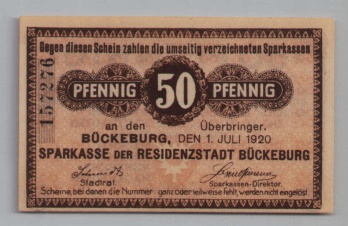 Gegen diesen Schein zahlen die umseitig verzeichneten Sparkassen
157276
PFENNIG 50 PFENNIG
an den Überbringer.
BÜCKEBURG, DEN 1. JULI 1920
SPARKASSE DER RESIDENZSTADT BÜCKEBURG
Stadtrat
Sparkassen-Direktor.
Scheine, bei denen die Nummer ganz oder teilweise fehlt, werden nicht eingelöst